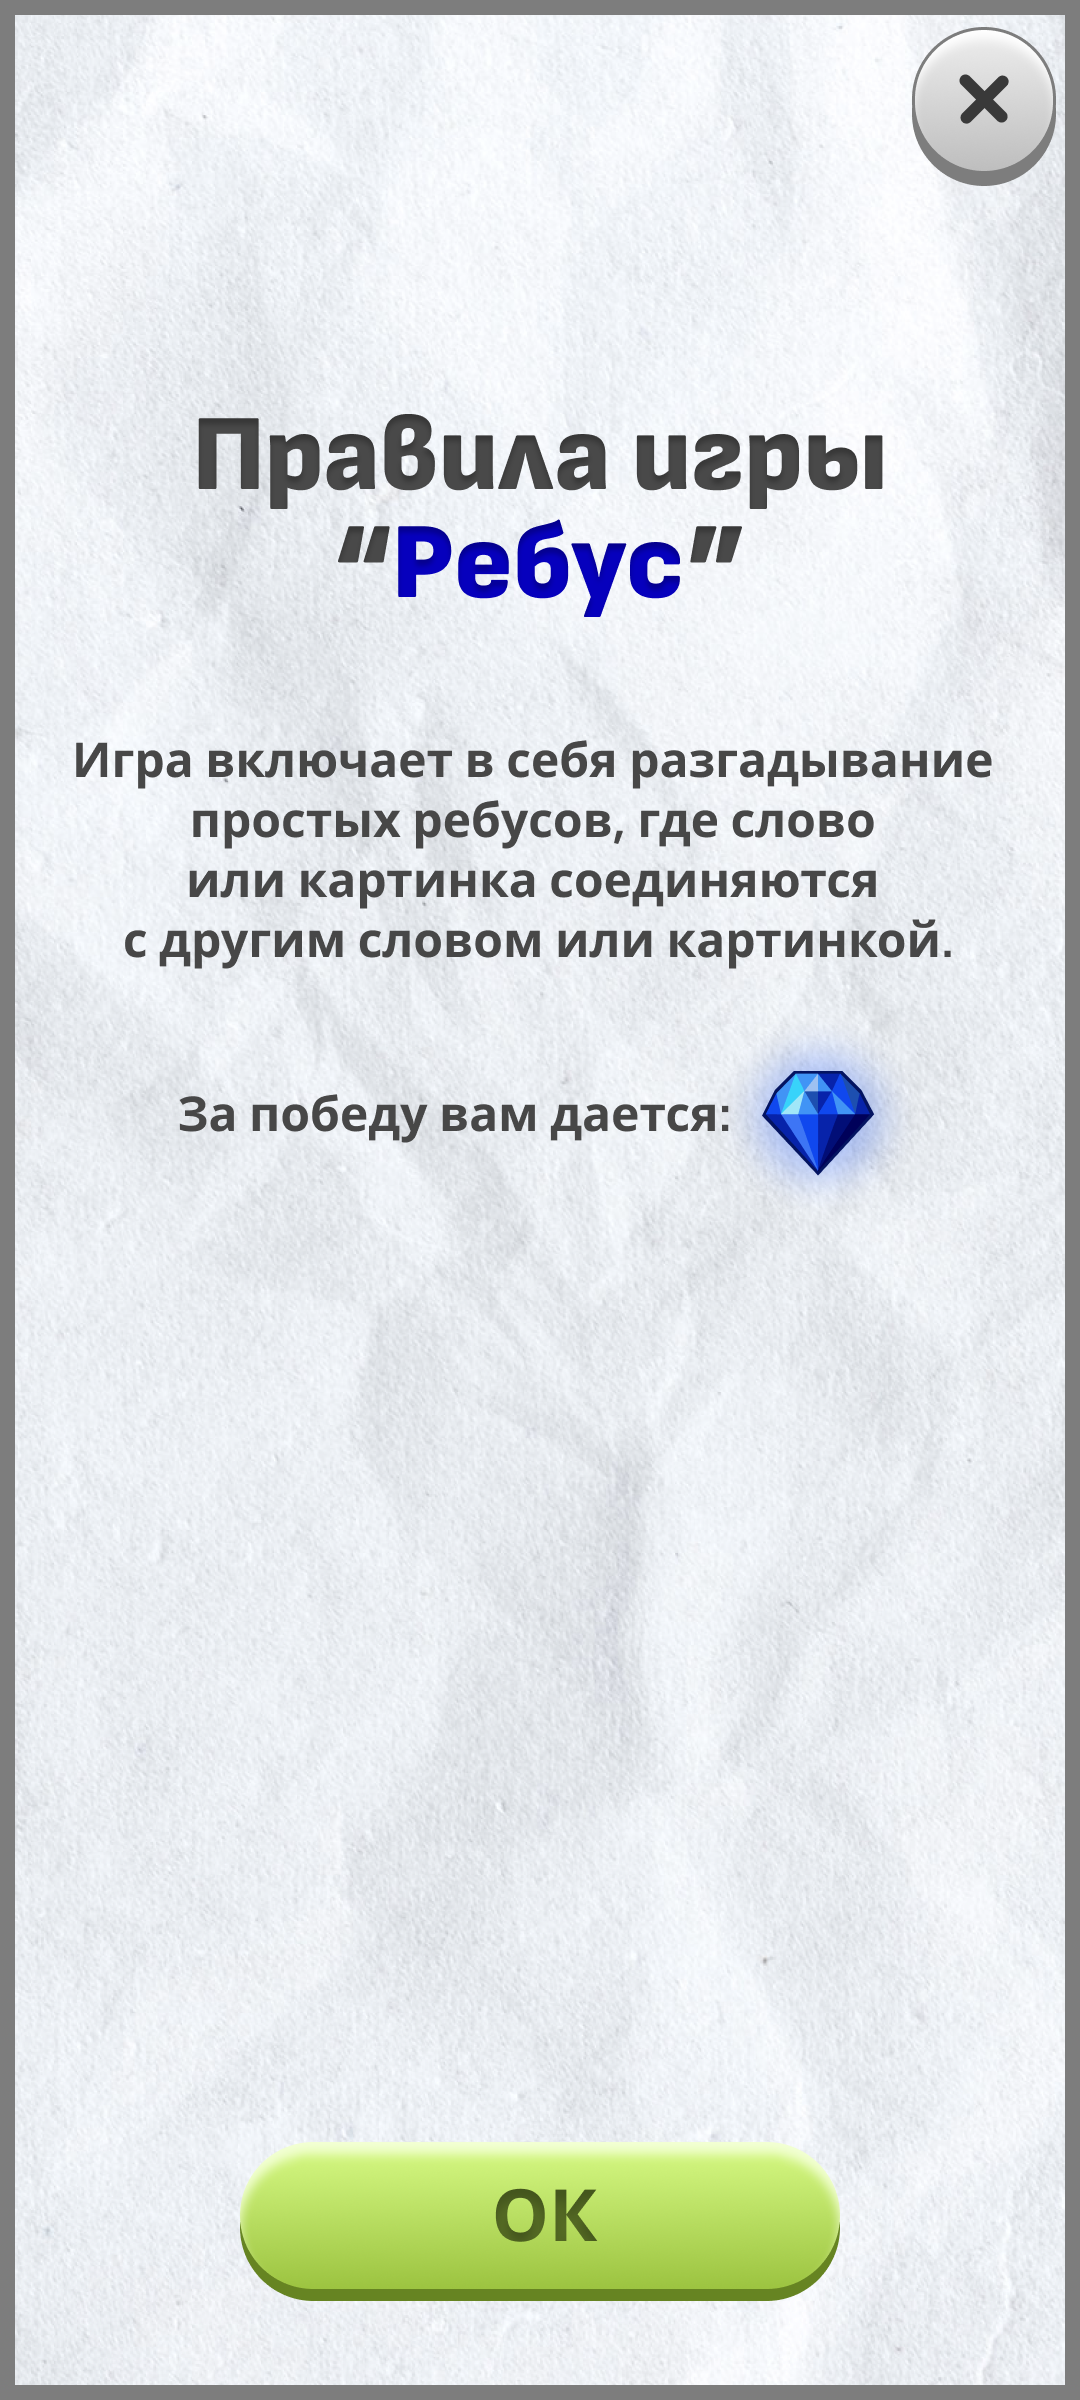 Правила игры
“Ребус”
Игра включает в себя разгадывание
простых ребусов, где слово
или картинка соединяются
с другим словом или картинкой.
За победу вам дается:
ОК